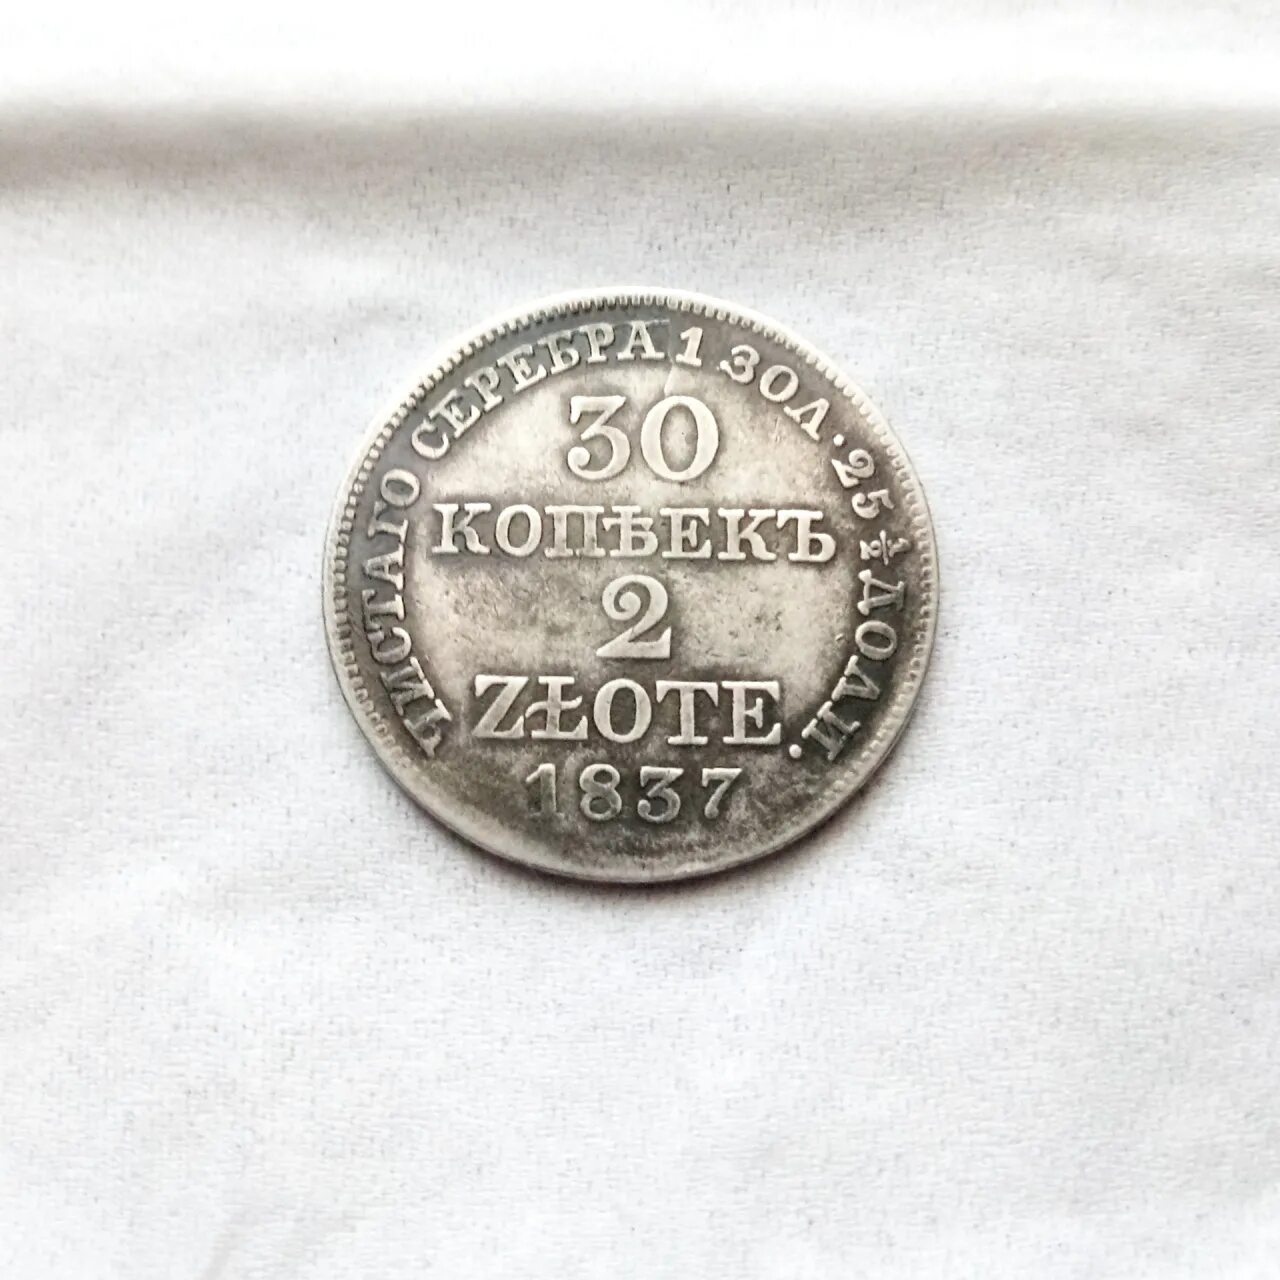 ЧИСТАГО СЕРЕБРА 1 ЗОЛ. 25 1/2 ДОЛИ.
30
КОПѢЕКЪ
2
ZŁOTE
1837